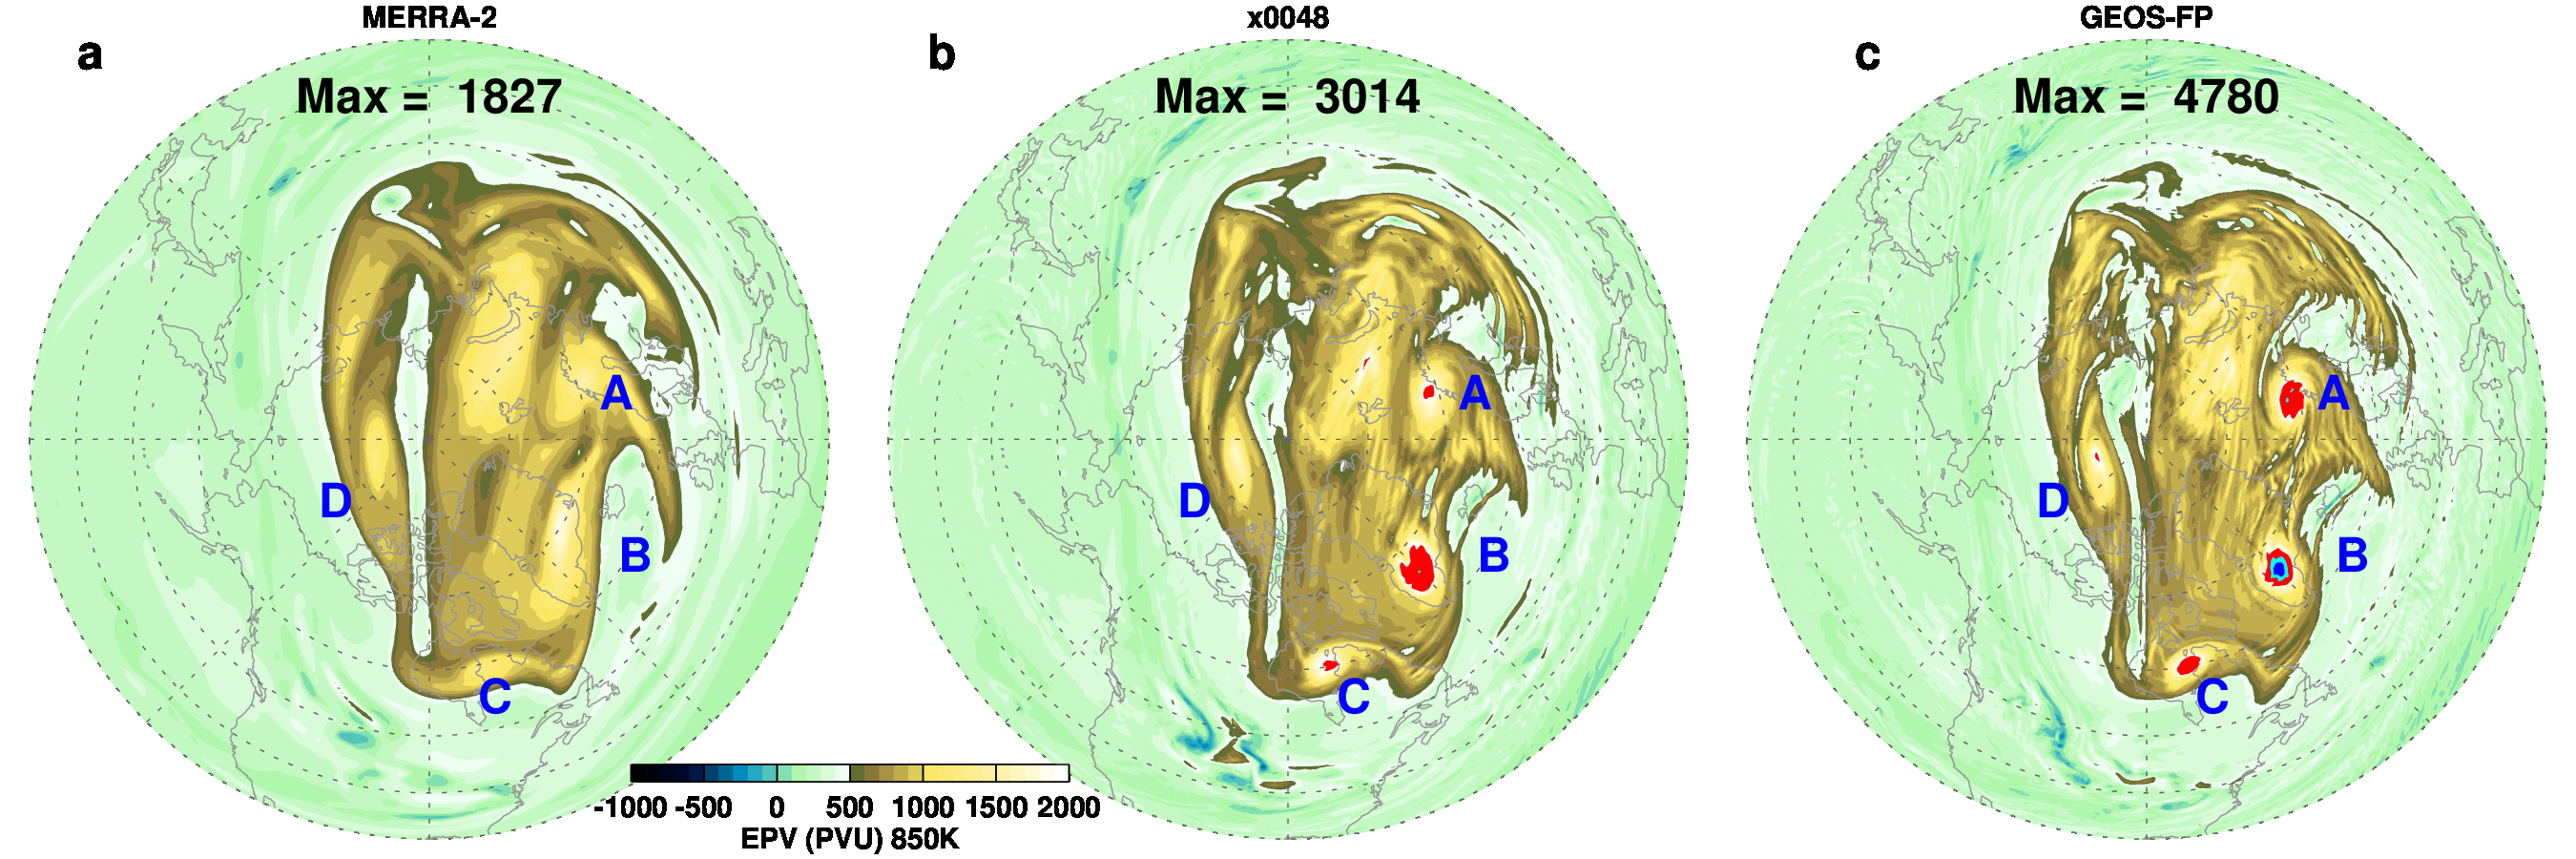 MERRA-2
x0048
GEOS-FP
a
b
c
Max = 1827
Max = 3014
Max = 4780
A
A
A
D
D
D
B
B
B
C
C
C
-1000 -500 0 500 1000 1500 2000
EPV (PVU) 850K